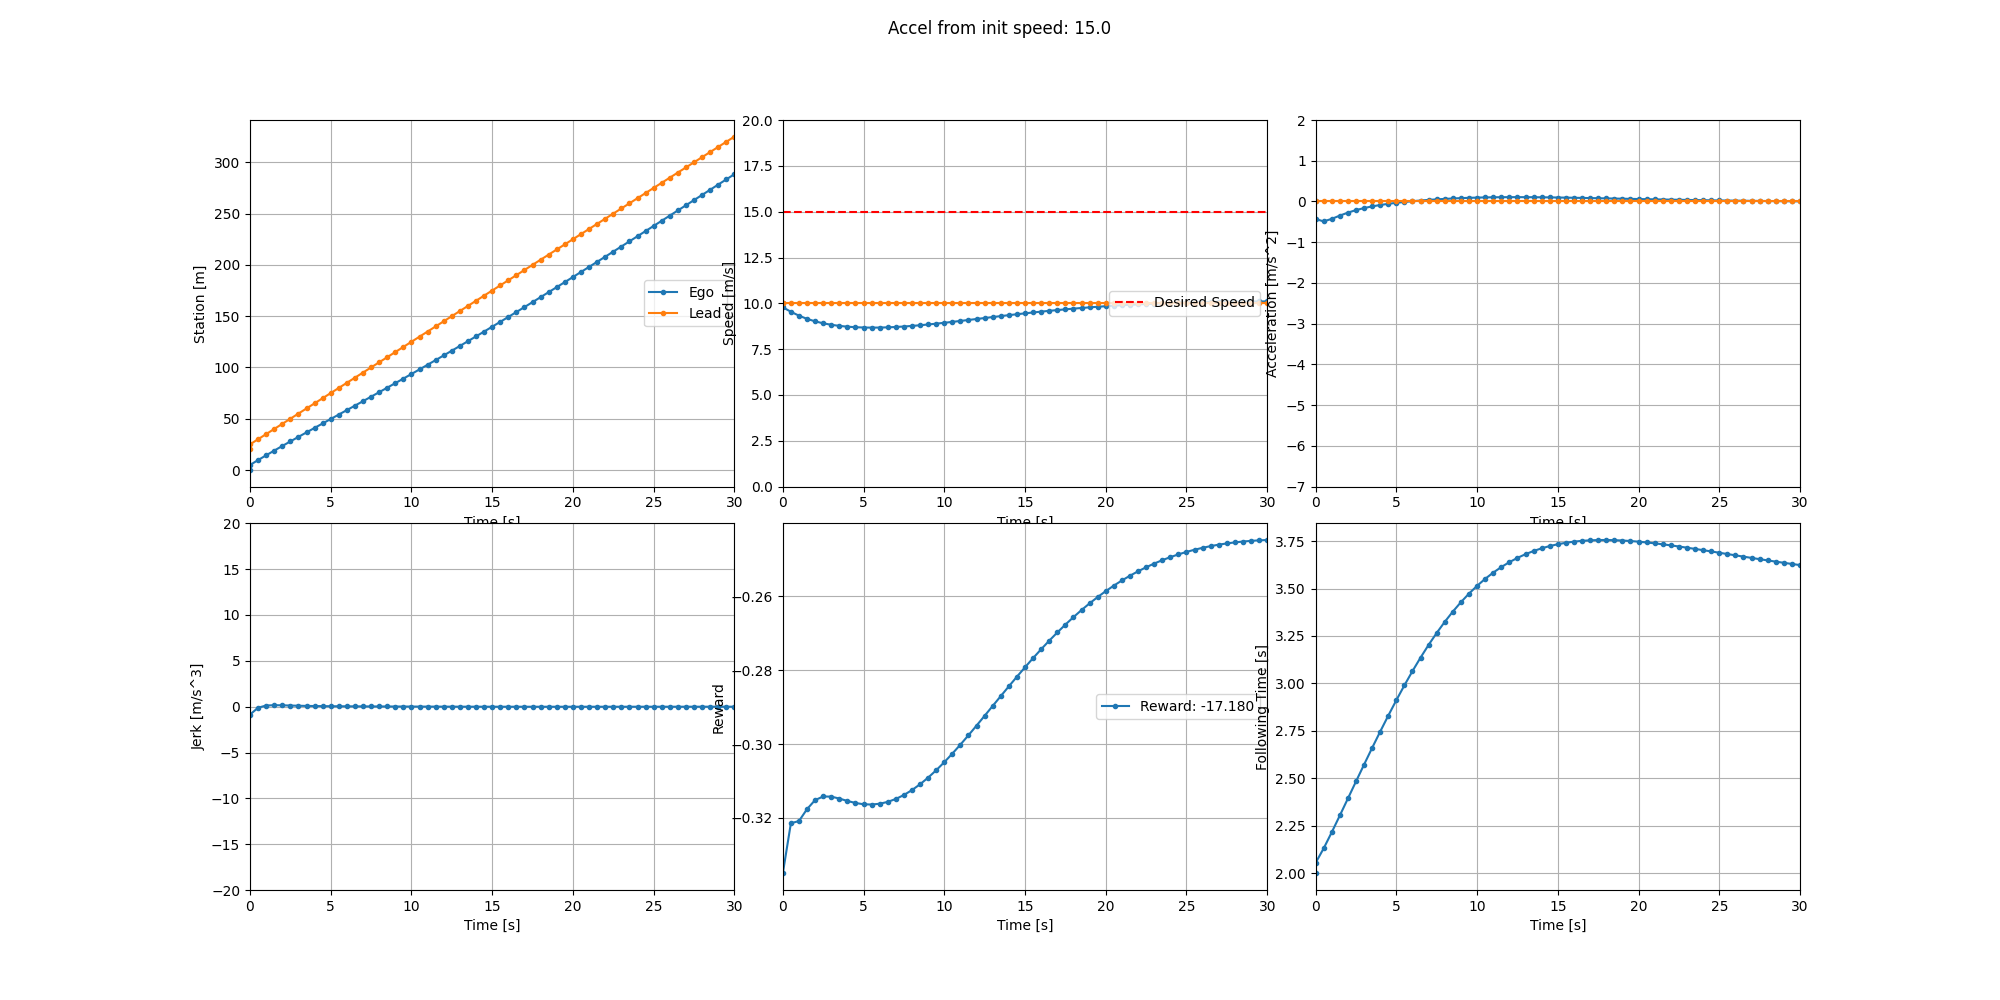 Accel from init speed: 15.0
Station [m]
300
250
200
150
100
50
0
Ego
Lead
0 5 10 15 20 25 30
Time [s]
Speed [m/s]
20.0
17.5
15.0
12.5
10.0
7.5
5.0
2.5
0.0
Desired Speed
0 5 10 15 20 25 30
Time [s]
Acceleration [m/s^2]
2
1
0
−1
−2
−3
−4
−5
−6
−7
0 5 10 15 20 25 30
Time [s]
Jerk [m/s^3]
20
15
10
5
0
−5
−10
−15
−20
0 5 10 15 20 25 30
Time [s]
Reward
−0.26
−0.28
−0.30
−0.32
Reward: -17.180
0 5 10 15 20 25 30
Time [s]
Following Time [s]
3.75
3.50
3.25
3.00
2.75
2.50
2.25
2.00
0 5 10 15 20 25 30
Time [s]